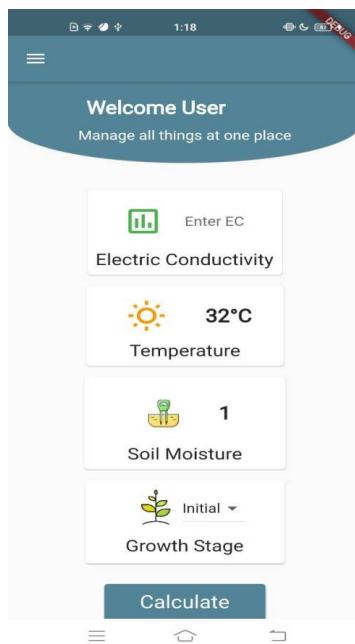 1:18
DEBUG
Welcome User
Manage all things at one place
Enter EC
Electric Conductivity
32°C
Temperature
1
Soil Moisture
Initial
Growth Stage
Calculate